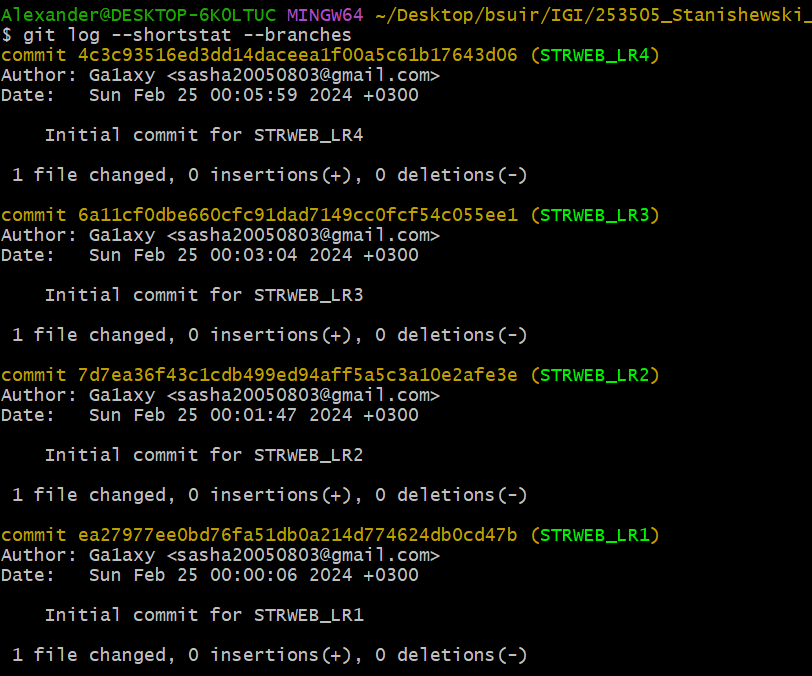 Alexander@DESKTOP-6KOLTUC MINGW64 ~/Desktop/bsuir/IGI/253505_Stanishewski_
$ git log --shortstat --branches
commit 4c3c93516ed3dd14daceea1f00a5c61b17643d06 (STRWEB_LR4)
Author: Ga1axy <sasha20050803@gmail.com>
Date:   Sun Feb 25 00:05:59 2024 +0300
    Initial commit for STRWEB_LR4
 1 file changed, 0 insertions(+), 0 deletions(-)
commit 6a11cf0dbe660cfc91dad7149cc0fcf54c055ee1 (STRWEB_LR3)
Author: Ga1axy <sasha20050803@gmail.com>
Date:   Sun Feb 25 00:03:04 2024 +0300
    Initial commit for STRWEB_LR3
 1 file changed, 0 insertions(+), 0 deletions(-)
commit 7d7ea36f43c1cdb499ed94aff5a5c3a10e2afe3e (STRWEB_LR2)
Author: Ga1axy <sasha20050803@gmail.com>
Date:   Sun Feb 25 00:01:47 2024 +0300
    Initial commit for STRWEB_LR2
 1 file changed, 0 insertions(+), 0 deletions(-)
commit ea27977ee0bd76fa51db0a214d774624db0cd47b (STRWEB_LR1)
Author: Ga1axy <sasha20050803@gmail.com>
Date:   Sun Feb 25 00:00:06 2024 +0300
    Initial commit for STRWEB_LR1
 1 file changed, 0 insertions(+), 0 deletions(-)